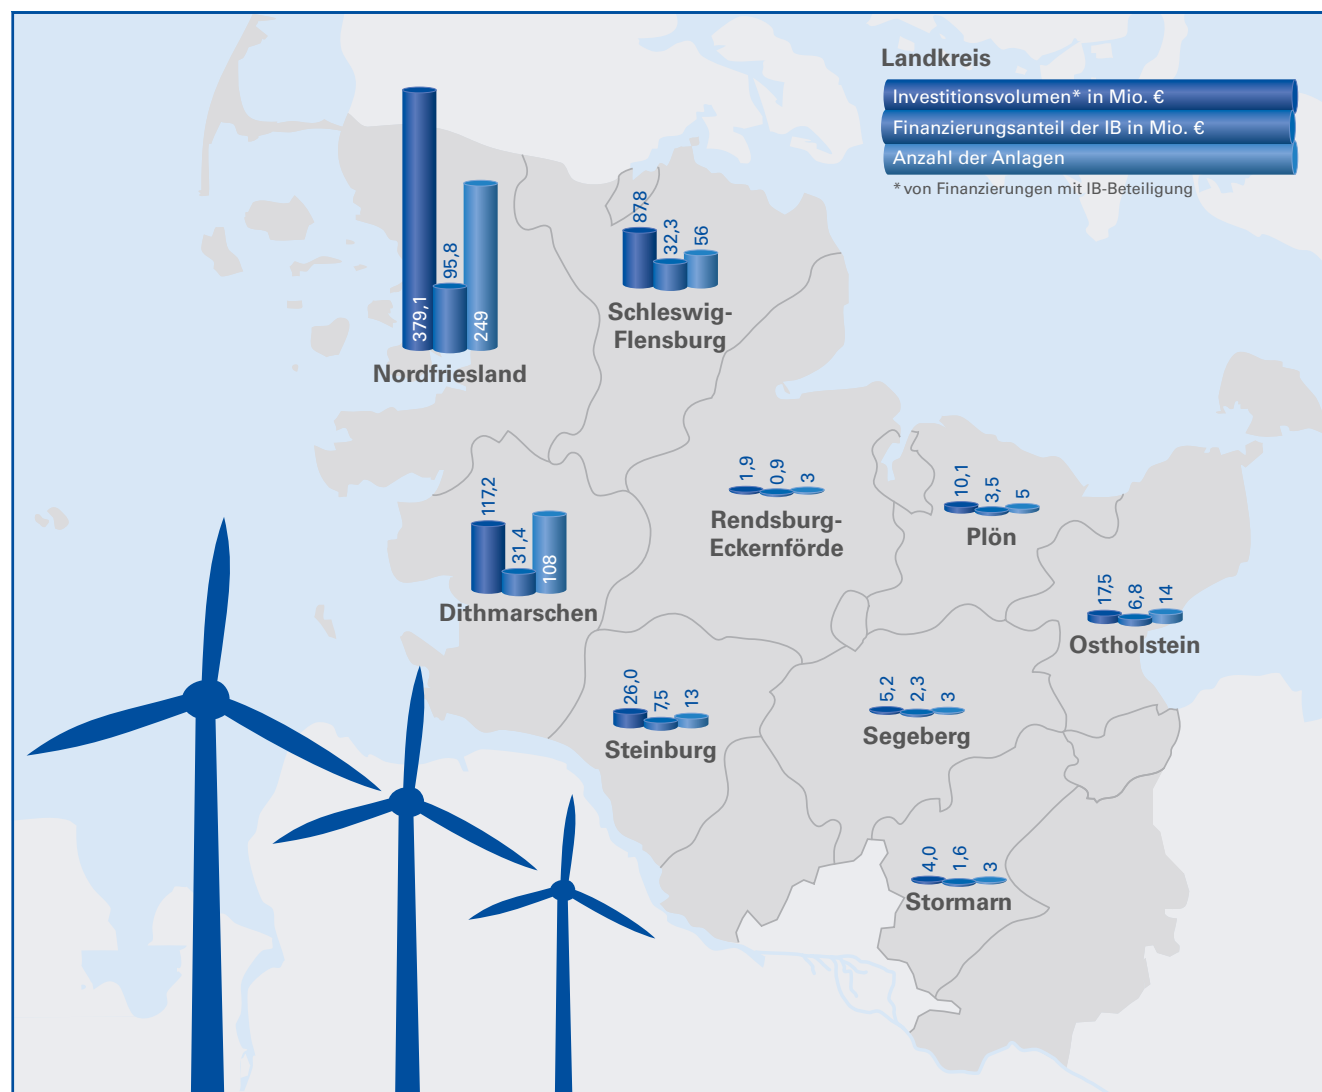 Landkreis
Investitionsvolumen* in Mio. €
Finanzierungsanteil der IB in Mio. €
Anzahl der Anlagen
* von Finanzierungen mit IB-Beteiligung
379,1
95,8
249
Nordfriesland
87,8
32,3
56
Schleswig-
Flensburg
117,2
31,4
108
Dithmarschen
1,9
0,9
3
Rendsburg-
Eckernförde
10,1
3,5
5
Plön
17,5
6,8
14
Ostholstein
26,0
7,5
13
Steinburg
5,2
2,3
3
Segeberg
4,0
1,6
3
Stormarn